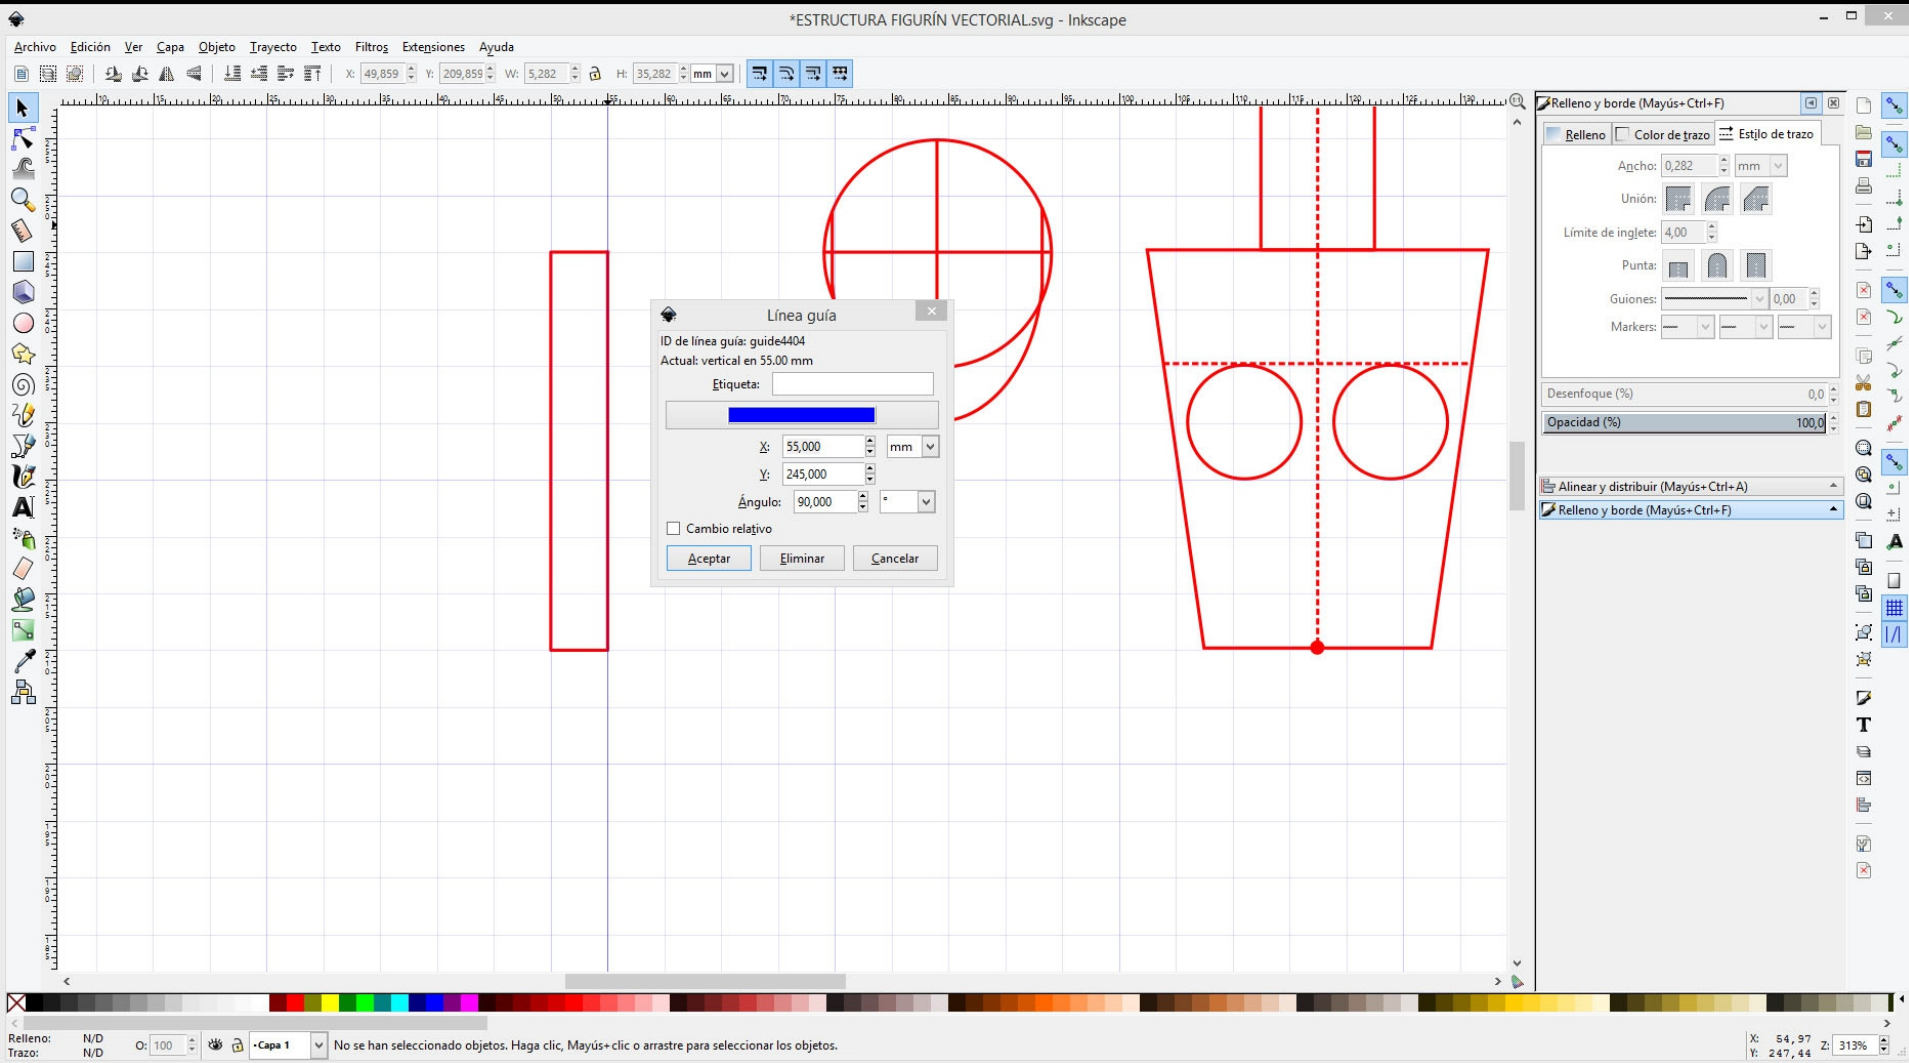 *ESTRUCTURA FIGURÍN VECTORIAL.svg - Inkscape
Archivo Edición Ver Capa Objeto Trayecto Texto Filtros Extensiones Ayuda
X: 49,859 Y: 209,859 W: 5,282 H: 35,282 mm
Relleno y borde (Mayús+Ctrl+F)
Relleno Color de trazo Estilo de trazo
Ancho: 0,282 mm
Unión:
Límite de inglete: 4,00
Punta:
Guiones: 0,00
Markers:
Desenfoque (%) 0,0
Opacidad (%) 100,0
Alinear y distribuir (Mayús+Ctrl+A)
Relleno y borde (Mayús+Ctrl+F)
Línea guía
ID de línea guía: guide4404
Actual: vertical en 55.00 mm
Etiqueta:
X: 55,000 mm
Y: 245,000
Ángulo: 90,000 °
Cambio relativo
Aceptar Eliminar Cancelar
Relleno: N/D
Trazo: N/D
O: 100
•Capa 1
No se han seleccionado objetos. Haga clic, Mayús+clic o arrastre para seleccionar los objetos.
X: 54,97
Y: 247,44
Z: 313%